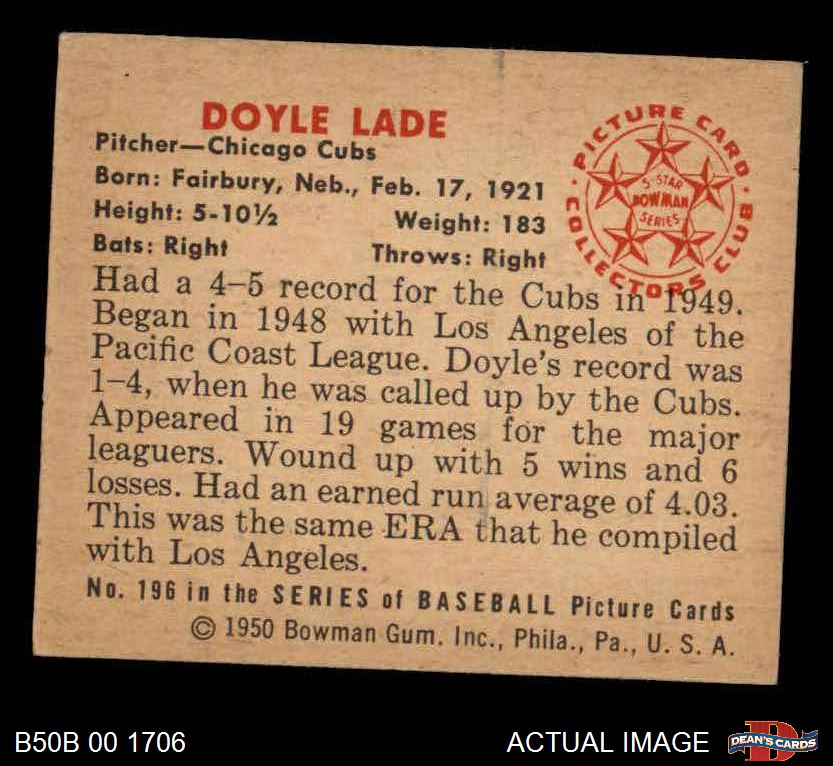 DOYLE LADE
Pitcher—Chicago Cubs
Born: Fairbury, Neb., Feb. 17, 1921
Height: 5-10½ Weight: 183
Bats: Right Throws: Right
PICTURE CARD
COLLECTORS CLUB
5-STAR
BOWMAN
SERIES
Had a 4–5 record for the Cubs in 1949.
Began in 1948 with Los Angeles of the
Pacific Coast League. Doyle's record was
1–4, when he was called up by the Cubs.
Appeared in 19 games for the major
leaguers. Wound up with 5 wins and 6
losses. Had an earned run average of 4.03.
This was the same ERA that he compiled
with Los Angeles.
No. 196 in the SERIES of BASEBALL Picture Cards
© 1950 Bowman Gum. Inc., Phila., Pa., U. S. A.
B50B 00 1706 ACTUAL IMAGE
D
DEAN'S CARDS